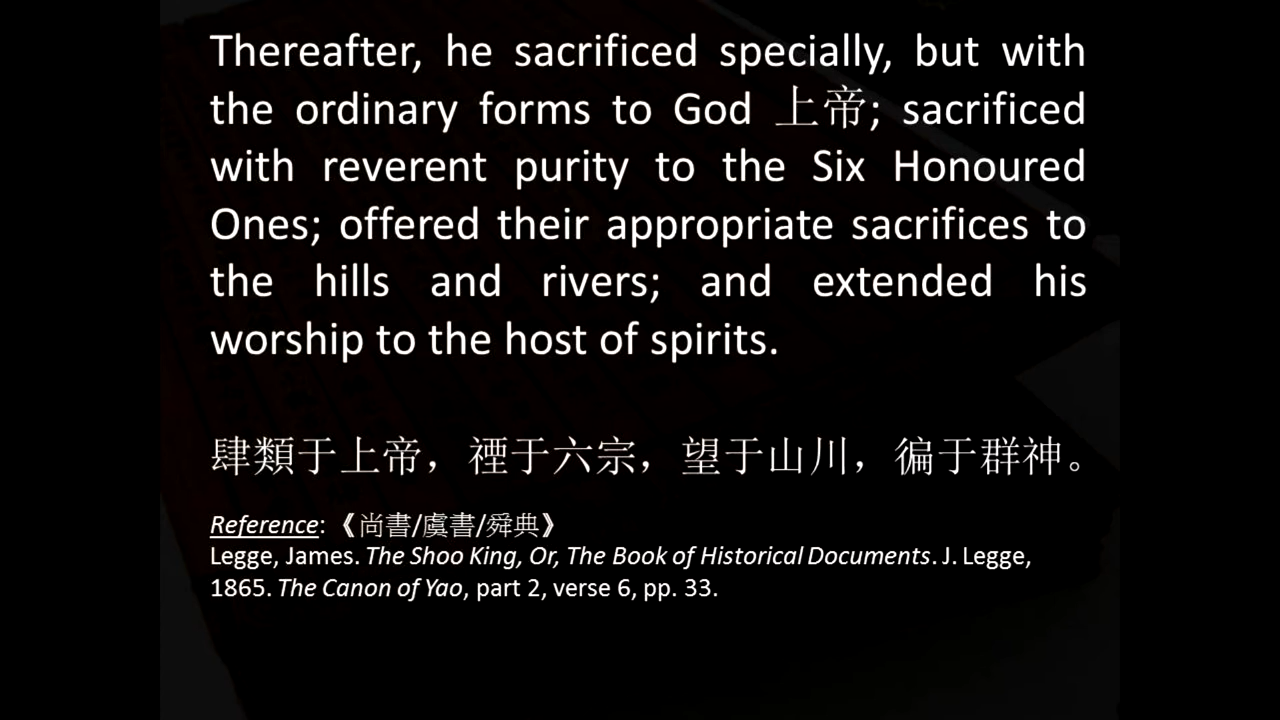 Thereafter, he sacrificed specially, but with
the ordinary forms to God 上帝; sacrificed
with reverent purity to the Six Honoured
Ones; offered their appropriate sacrifices to
the hills and rivers; and extended his
worship to the host of spirits.
肆類于上帝，禋于六宗，望于山川，徧于群神。
Reference: 《尚書/虞書/舜典》
Legge, James. The Shoo King, Or, The Book of Historical Documents. J. Legge,
1865. The Canon of Yao, part 2, verse 6, pp. 33.